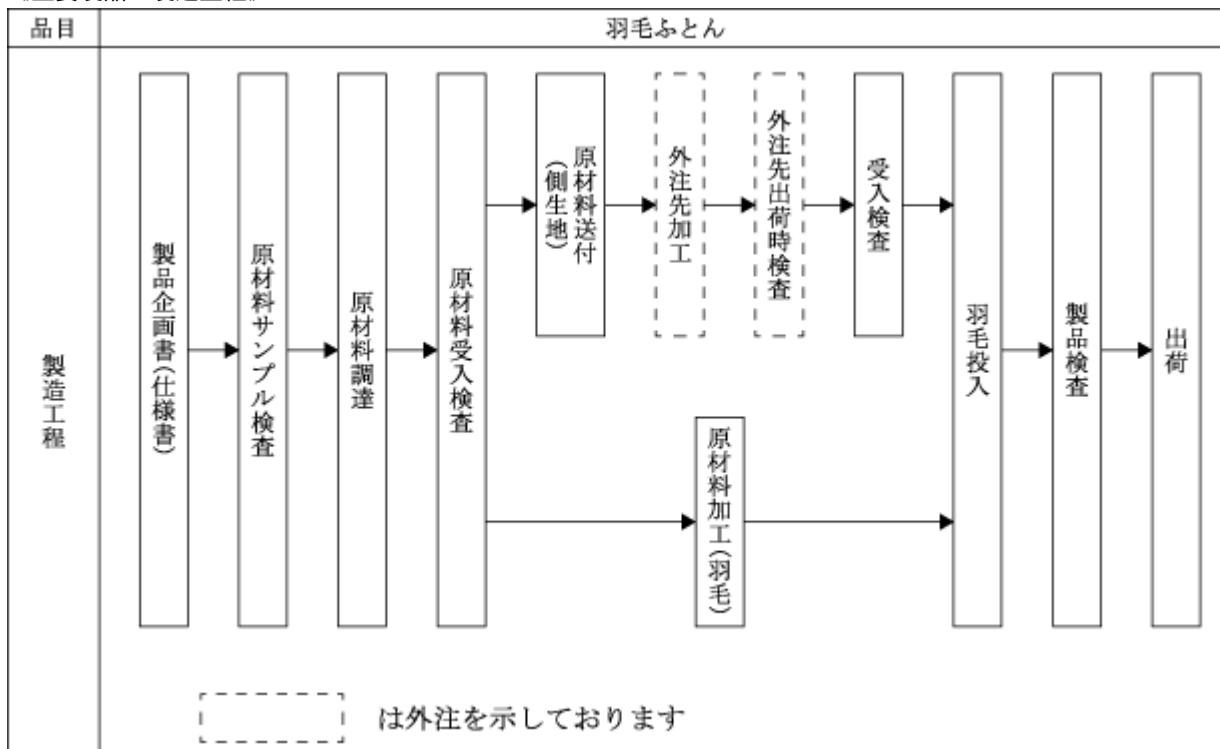 品目
羽毛ふとん
製造工程
製品企画書(仕様書)
原材料サンプル検査
原材料調達
原材料受入検査
原材料送付
(側生地)
外注先加工
外注先出荷時検査
受入検査
原材料加工(羽毛)
羽毛投入
製品検査
出荷
は外注を示しております